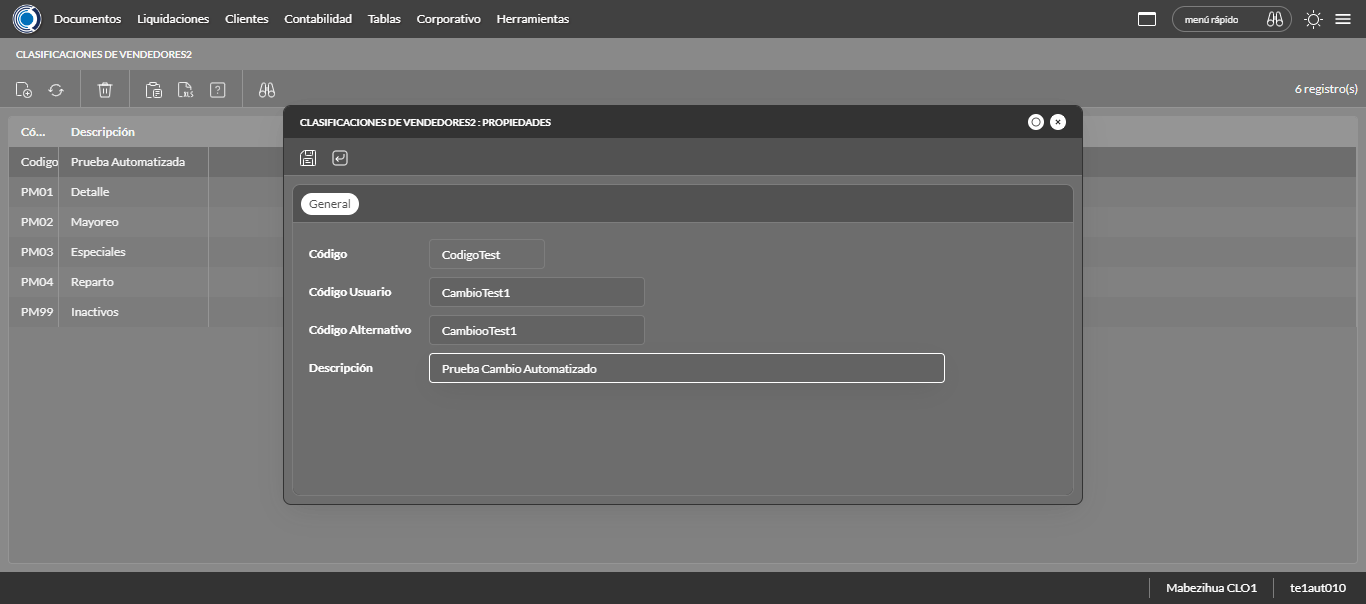 Documentos Liquidaciones Clientes Contabilidad Tablas Corporativo Herramientas menú rápido
CLASIFICACIONES DE VENDEDORES2
XLS ? 6 registro(s)
CLASIFICACIONES DE VENDEDORES2 : PROPIEDADES
Có... Descripción
Codigo Prueba Automatizada
PM01 Detalle
PM02 Mayoreo
PM03 Especiales
PM04 Reparto
PM99 Inactivos
General
Código CodigoTest
Código Usuario CambioTest1
Código Alternativo CambiooTest1
Descripción Prueba Cambio Automatizado
Mabezihua CLO1 te1aut010